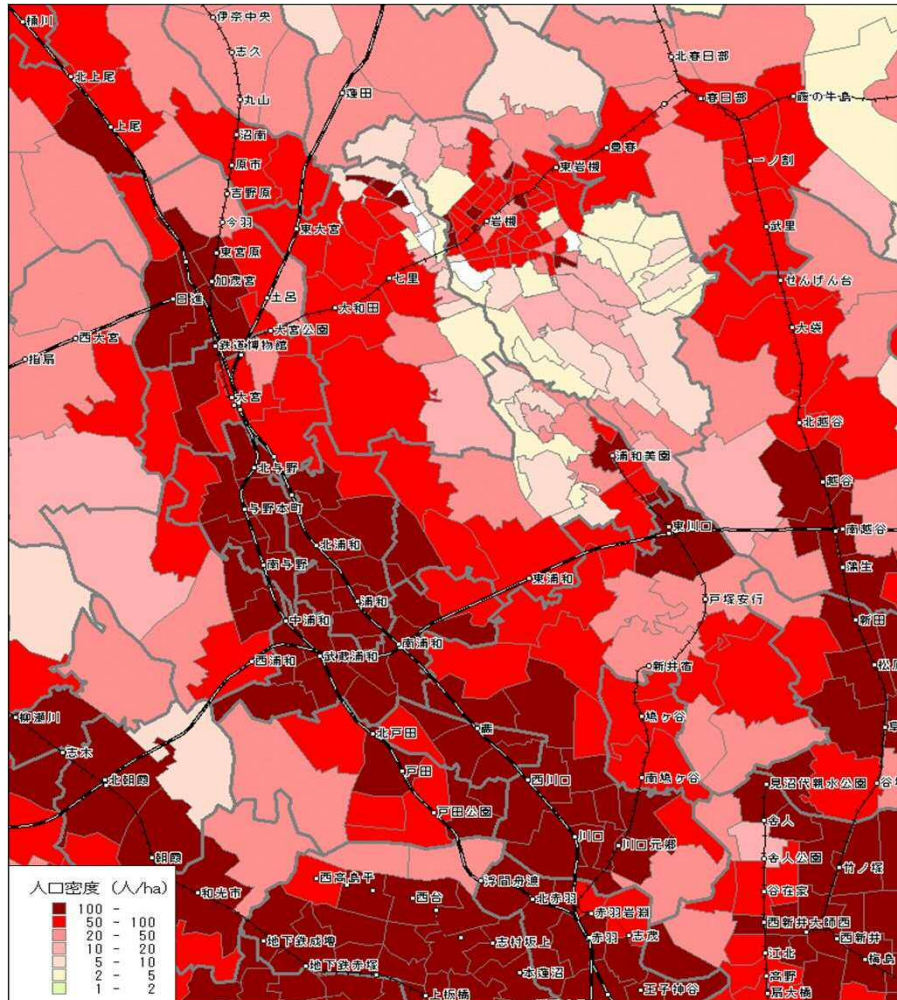 桶川
伊奈中央
志久
北上尾
丸山
蓮田
北春日部
春日部
藤の牛島
上尾
沼南
原市
豊春
東岩槻
一ノ割
吉野原
今羽
岩槻
東大宮
武里
東宮原
加茂宮
七里
せんげん台
日進
土呂
大和田
大宮公園
大袋
西大宮
鉄道博物館
指扇
大宮
北越谷
浦和美園
北与野
越谷
与野本町
東川口
南越谷
北浦和
南与野
蒲生
東浦和
浦和
戸塚安行
中浦和
新田
南浦和
武蔵浦和
西浦和
新井宿
松原
柳瀬川
鳩ヶ谷
蕨
志木
北戸田
北朝霞
戸田
西川口
南鳩ヶ谷
見沼代親水公園
谷塚
戸田公園
舎人
川口
川口元郷
朝霞
舎人公園
竹ノ塚
人口密度 (人/ha)
西高島平
浮間舟渡
和光市
西台
北赤羽
谷在家
100 -
50 - 100
20 - 50
10 - 20
5 - 10
2 - 5
1 - 2
赤羽岩淵
西新井大師西
地下鉄成増
志村坂上
赤羽
志茂
西新井
江北
地下鉄赤塚
本蓮沼
高野
梅島
上板橋
王子神谷
扇大橋